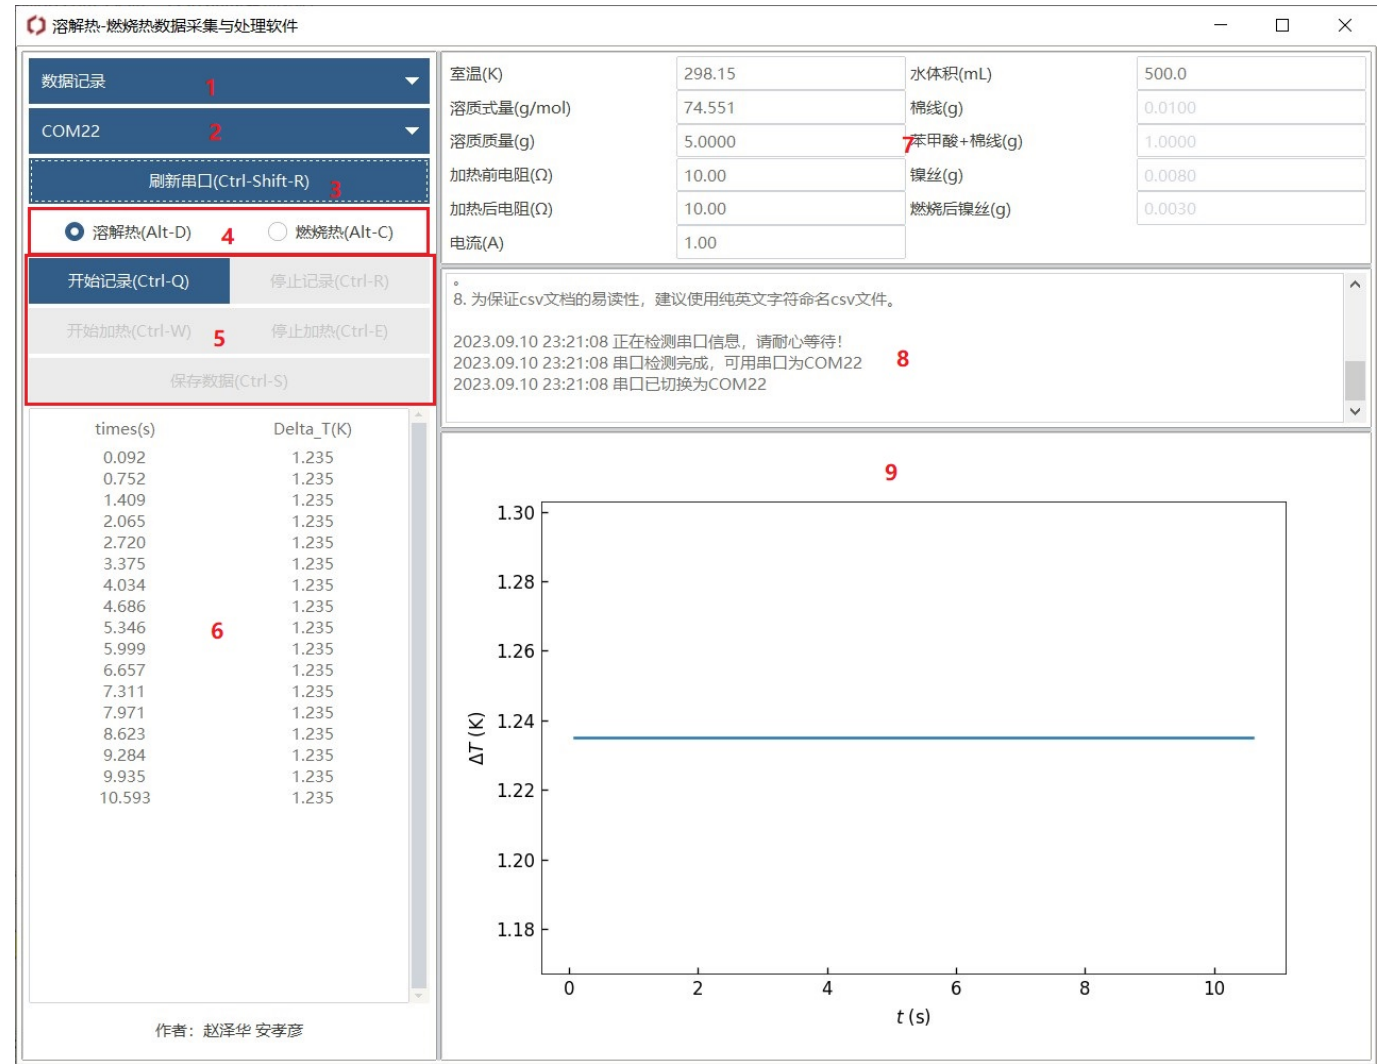 溶解热-燃烧热数据采集与处理软件
数据记录
1
COM22
2
刷新串口(Ctrl-Shift-R)
3
溶解热(Alt-D)
4
燃烧热(Alt-C)
开始记录(Ctrl-Q)
停止记录(Ctrl-R)
开始加热(Ctrl-W)
5
停止加热(Ctrl-E)
保存数据(Ctrl-S)
times(s) Delta_T(K)
0.092 1.235
0.752 1.235
1.409 1.235
2.065 1.235
2.720 1.235
3.375 1.235
4.034 1.235
4.686 1.235
5.346 1.235
6
5.999 1.235
6.657 1.235
7.311 1.235
7.971 1.235
8.623 1.235
9.284 1.235
9.935 1.235
10.593 1.235
作者：赵泽华 安孝彦
室温(K) 298.15 水体积(mL) 500.0
溶质式量(g/mol) 74.551 棉线(g) 0.0100
溶质质量(g) 5.0000 苯甲酸+棉线(g) 1.0000
7
加热前电阻(Ω) 10.00 镍丝(g) 0.0080
加热后电阻(Ω) 10.00 燃烧后镍丝(g) 0.0030
电流(A) 1.00
。
8. 为保证csv文档的易读性，建议使用纯英文字符命名csv文件。
2023.09.10 23:21:08 正在检测串口信息，请耐心等待！
2023.09.10 23:21:08 串口检测完成，可用串口为COM22
8
2023.09.10 23:21:08 串口已切换为COM22
9
1.30
1.28
1.26
1.24
1.22
1.20
1.18
ΔT (K)
0 2 4 6 8 10
t (s)